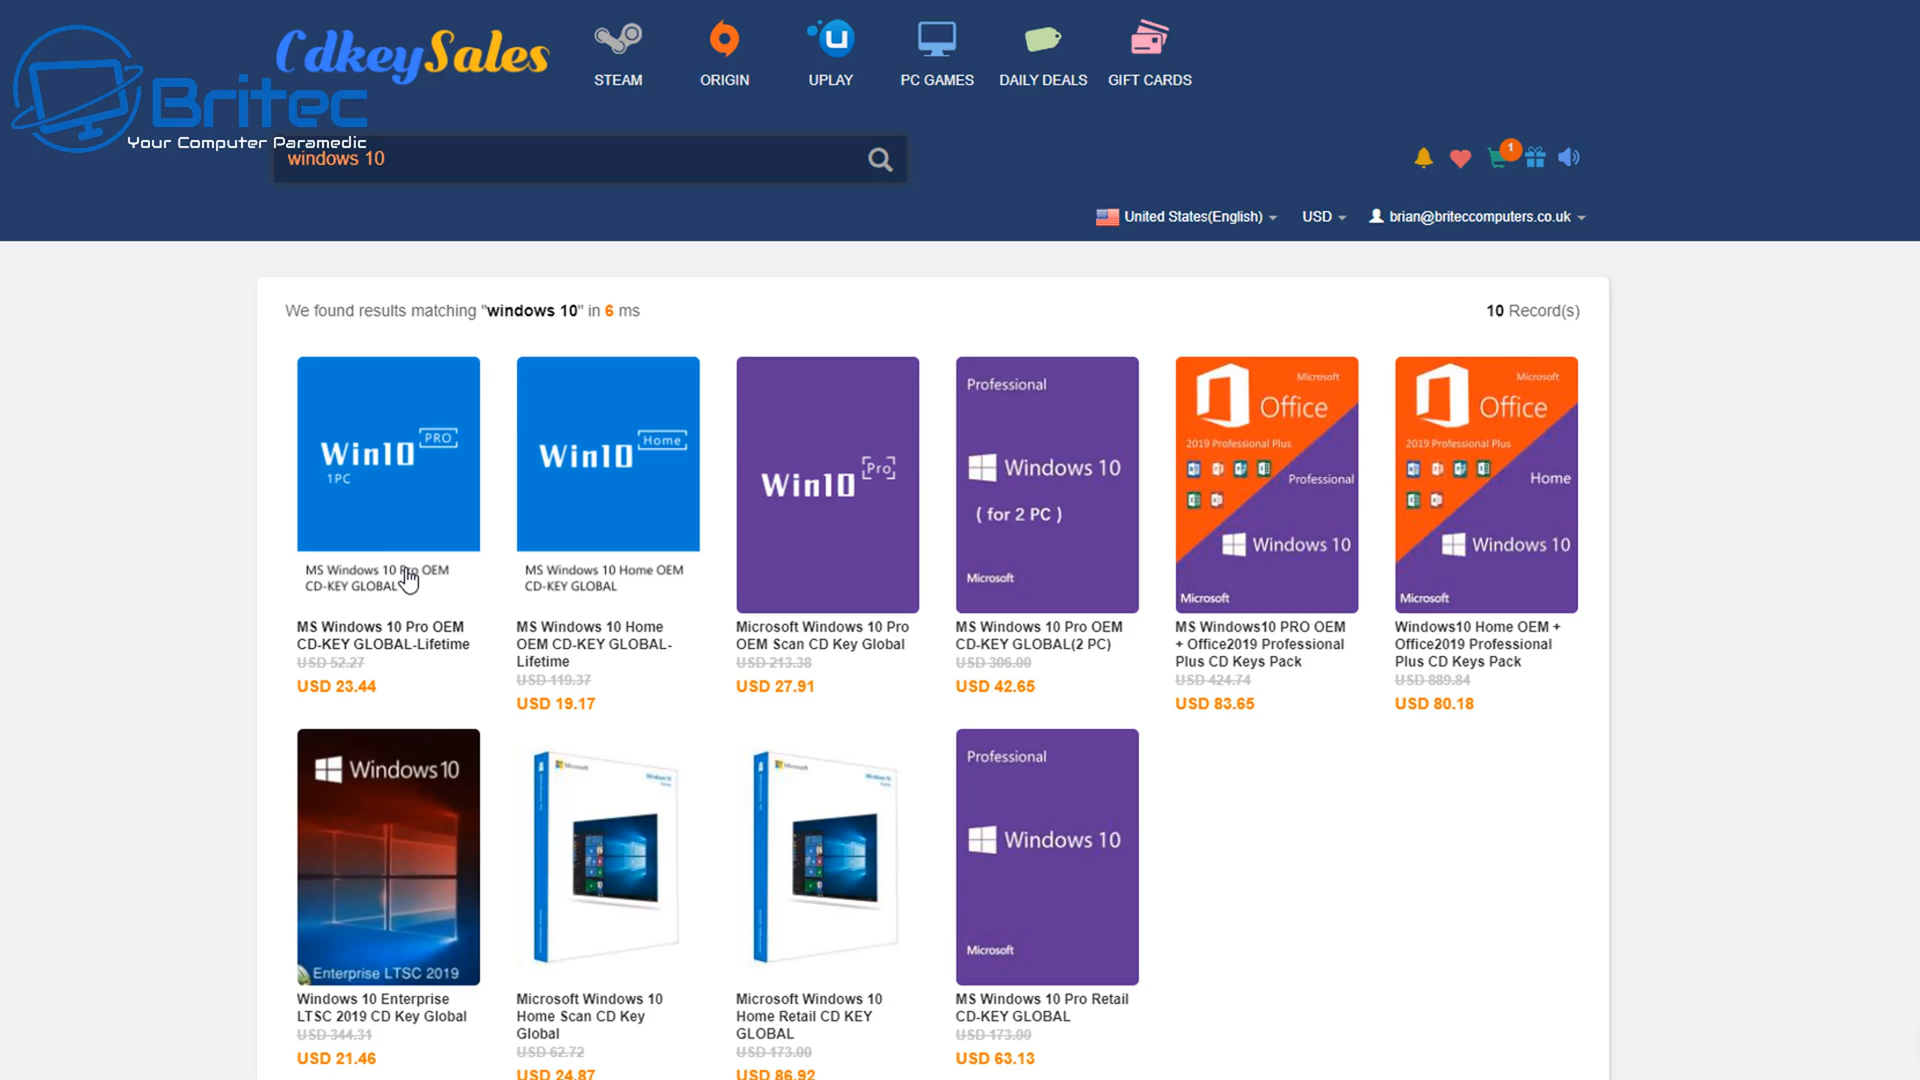 CdkeySales
STEAM
ORIGIN
UPLAY
PC GAMES
DAILY DEALS
GIFT CARDS
Britec
Your Computer Paramedic
windows 10
1
United States(English)
USD
brian@briteccomputers.co.uk
We found results matching "windows 10" in 6 ms
10 Record(s)
Win10 PRO
1PC
MS Windows 10 Pro OEM
CD-KEY GLOBAL
MS Windows 10 Pro OEM
CD-KEY GLOBAL-Lifetime
USD 52.27
USD 23.44
Win10 Home
MS Windows 10 Home OEM
CD-KEY GLOBAL
MS Windows 10 Home
OEM CD-KEY GLOBAL-
Lifetime
USD 119.37
USD 19.17
Win10 Pro
Microsoft Windows 10 Pro
OEM Scan CD Key Global
USD 213.38
USD 27.91
Professional
Windows 10
( for 2 PC )
Microsoft
MS Windows 10 Pro OEM
CD-KEY GLOBAL(2 PC)
USD 306.00
USD 42.65
Microsoft
Office
2019 Professional Plus
Professional
Windows 10
Microsoft
MS Windows10 PRO OEM
+ Office2019 Professional
Plus CD Keys Pack
USD 424.74
USD 83.65
Microsoft
Office
2019 Professional Plus
Home
Windows 10
Microsoft
Windows10 Home OEM +
Office2019 Professional
Plus CD Keys Pack
USD 889.84
USD 80.18
Windows 10
Enterprise LTSC 2019
Windows 10 Enterprise
LTSC 2019 CD Key Global
USD 344.31
USD 21.46
Microsoft
Microsoft Windows 10
Home Scan CD Key
Global
USD 62.72
USD 24.87
Microsoft
Microsoft Windows 10
Home Retail CD KEY
GLOBAL
USD 173.00
USD 86.92
Professional
Windows 10
Microsoft
MS Windows 10 Pro Retail
CD-KEY GLOBAL
USD 173.00
USD 63.13